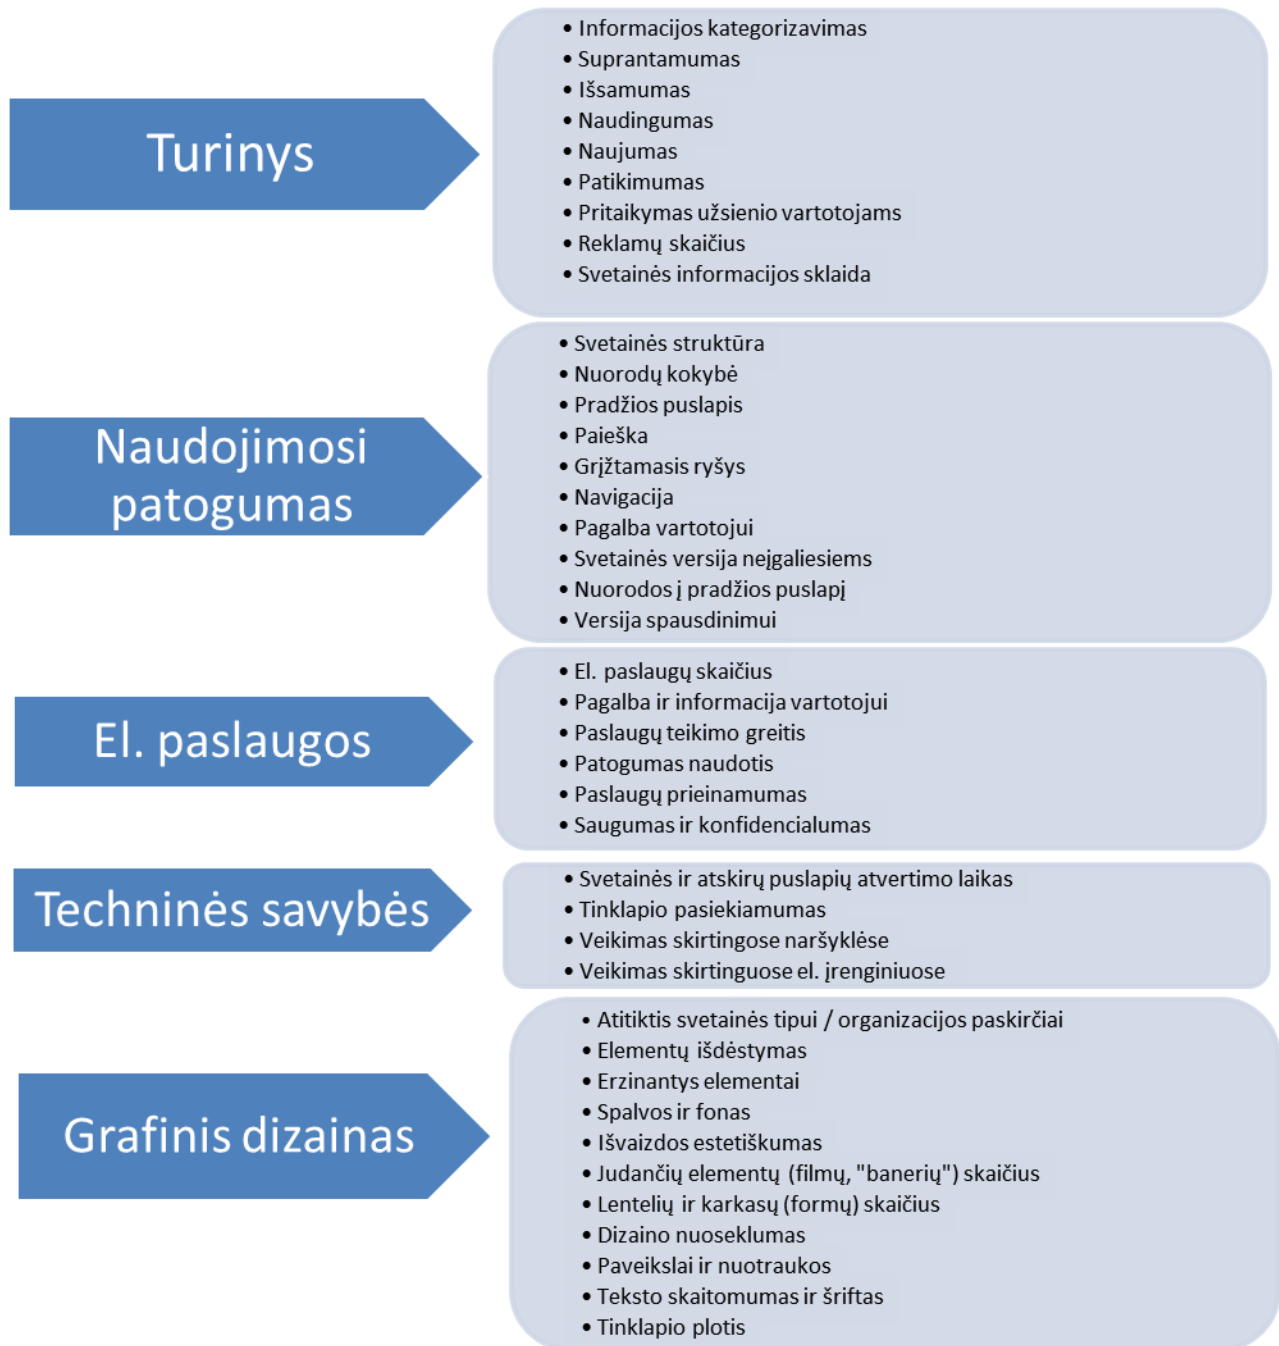 Turinys
• Informacijos kategorizavimas
• Suprantamumas
• Išsamumas
• Naudingumas
• Naujumas
• Patikimumas
• Pritaikymas užsienio vartotojams
• Reklamų skaičius
• Svetainės informacijos sklaida
Naudojimosi
patogumas
• Svetainės struktūra
• Nuorodų kokybė
• Pradžios puslapis
• Paieška
• Grįžtamasis ryšys
• Navigacija
• Pagalba vartotojui
• Svetainės versija neįgaliesiems
• Nuorodos į pradžios puslapį
• Versija spausdinimui
El. paslaugos
• El. paslaugų skaičius
• Pagalba ir informacija vartotojui
• Paslaugų teikimo greitis
• Patogumas naudotis
• Paslaugų prieinamumas
• Saugumas ir konfidencialumas
Techninės savybės
• Svetainės ir atskirų puslapių atvertimo laikas
• Tinklapio pasiekiamumas
• Veikimas skirtingose naršyklėse
• Veikimas skirtinguose el. įrenginiuose
Grafinis dizainas
• Atitiktis svetainės tipui / organizacijos paskirčiai
• Elementų išdėstymas
• Erzinantys elementai
• Spalvos ir fonas
• Išvaizdos estetiškumas
• Judančių elementų (filmų, "banerių") skaičius
• Lentelių ir karkasų (formų) skaičius
• Dizaino nuoseklumas
• Paveikslai ir nuotraukos
• Teksto skaitomumas ir šriftas
• Tinklapio plotis